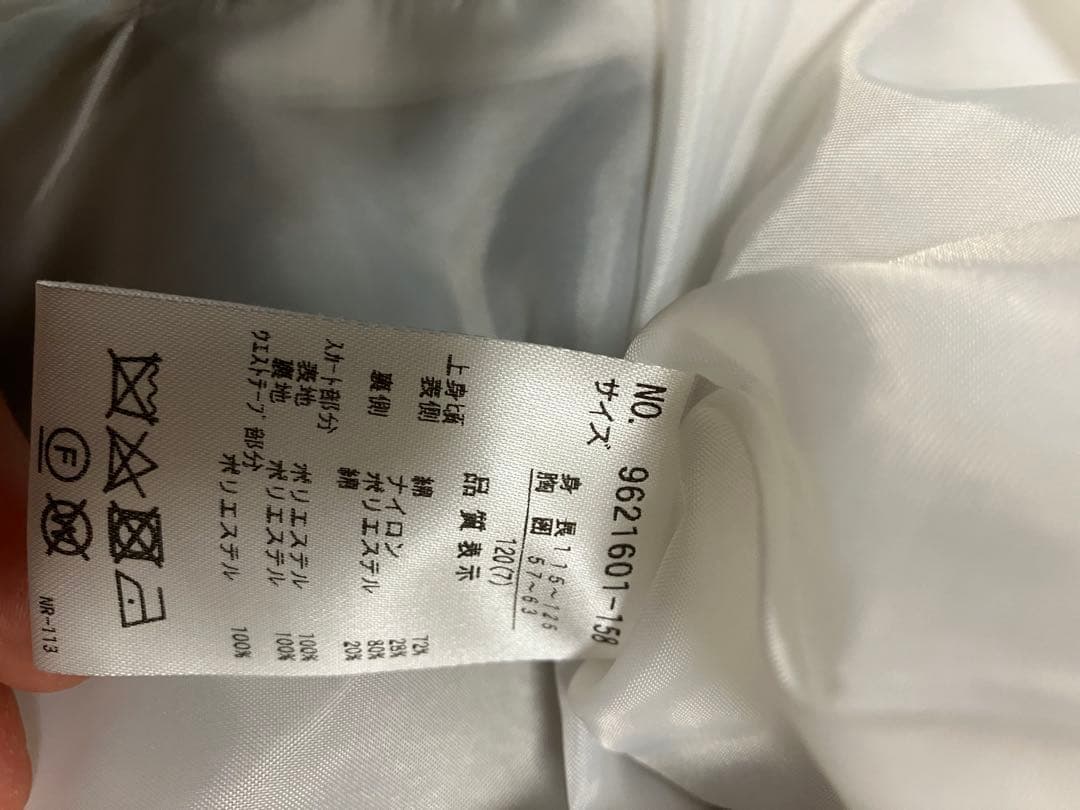 NO. 9621601-158
サイズ
身長 115~125
胸囲 57~63
120(7)
品質表示
上身頃
表側 綿 72%
ナイロン 28%
裏側 ポリエステル 80%
綿 20%
スカート部分
表地 ポリエステル 100%
裏地 ポリエステル 100%
ウエストテープ部分
ポリエステル 100%
F
W
NR-113